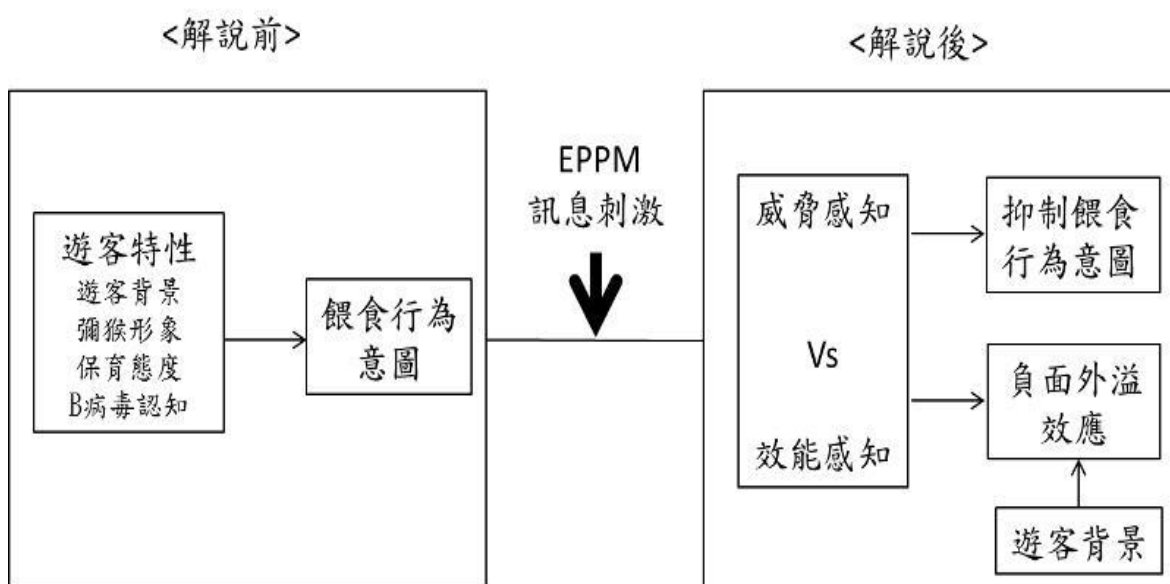 <解說前>
<解說後>
EPPM
訊息刺激
遊客特性
遊客背景
彌猴形象
保育態度
B病毒認知
餵食行為
意圖
威脅感知
Vs
效能感知
抑制餵食
行為意圖
負面外溢
效應
遊客背景